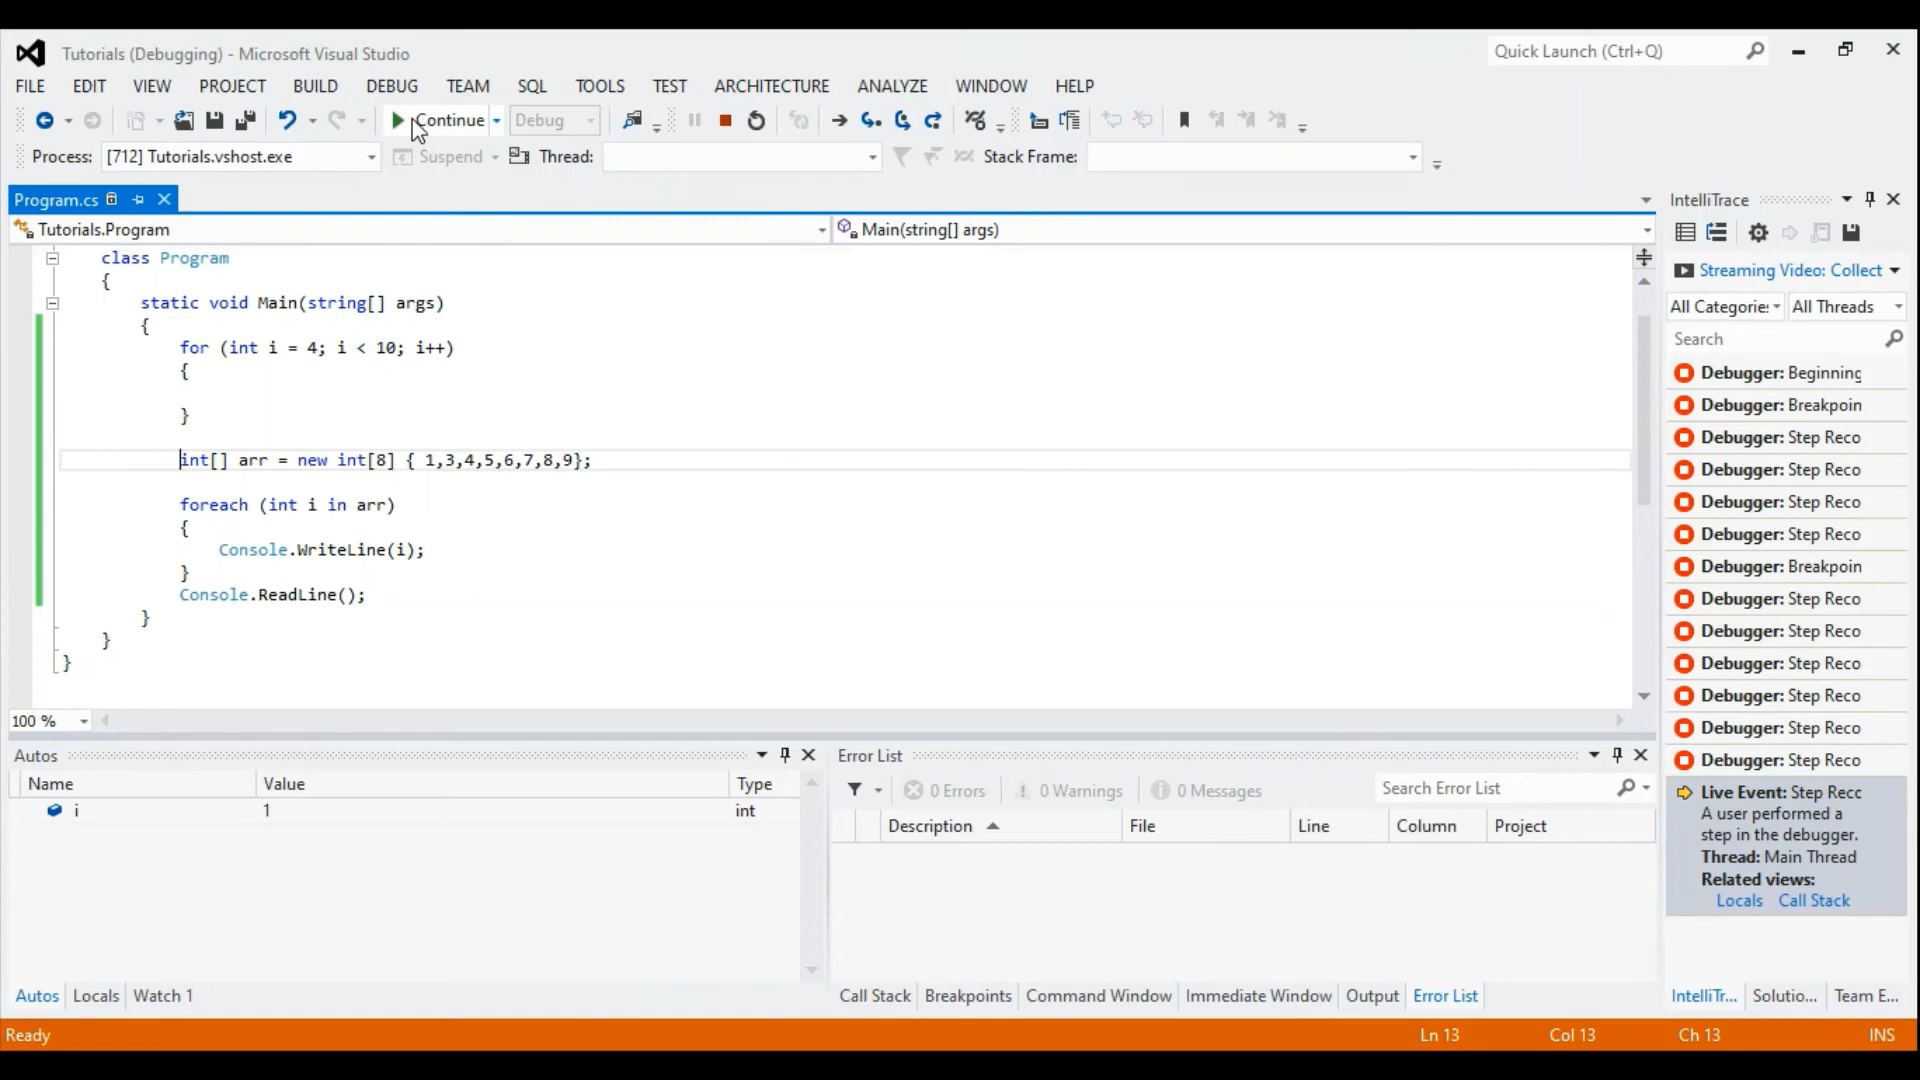 Tutorials (Debugging) - Microsoft Visual Studio
Quick Launch (Ctrl+Q)
FILE EDIT VIEW PROJECT BUILD DEBUG TEAM SQL TOOLS TEST ARCHITECTURE ANALYZE WINDOW HELP
Continue Debug
Process: [712] Tutorials.vshost.exe Suspend Thread: Stack Frame:
Program.cs
Tutorials.Program Main(string[] args)
class Program
{
static void Main(string[] args)
{
for (int i = 4; i < 10; i++)
{
}
int[] arr = new int[8] { 1,3,4,5,6,7,8,9};
foreach (int i in arr)
{
Console.WriteLine(i);
}
Console.ReadLine();
}
}
}
100 %
Autos
Name Value Type
i 1 int
Autos Locals Watch 1
Error List
0 Errors 0 Warnings 0 Messages Search Error List
Description File Line Column Project
Call Stack Breakpoints Command Window Immediate Window Output Error List
IntelliTrace
Streaming Video: Collect
All Categorie: All Threads
Search
Debugger: Beginning
Debugger: Breakpoin
Debugger: Step Reco
Debugger: Step Reco
Debugger: Step Reco
Debugger: Step Reco
Debugger: Breakpoin
Debugger: Step Reco
Debugger: Step Reco
Debugger: Step Reco
Debugger: Step Reco
Debugger: Step Reco
Debugger: Step Reco
Live Event: Step Recc
A user performed a
step in the debugger.
Thread: Main Thread
Related views:
Locals Call Stack
IntelliTr... Solutio... Team E...
Ready Ln 13 Col 13 Ch 13 INS